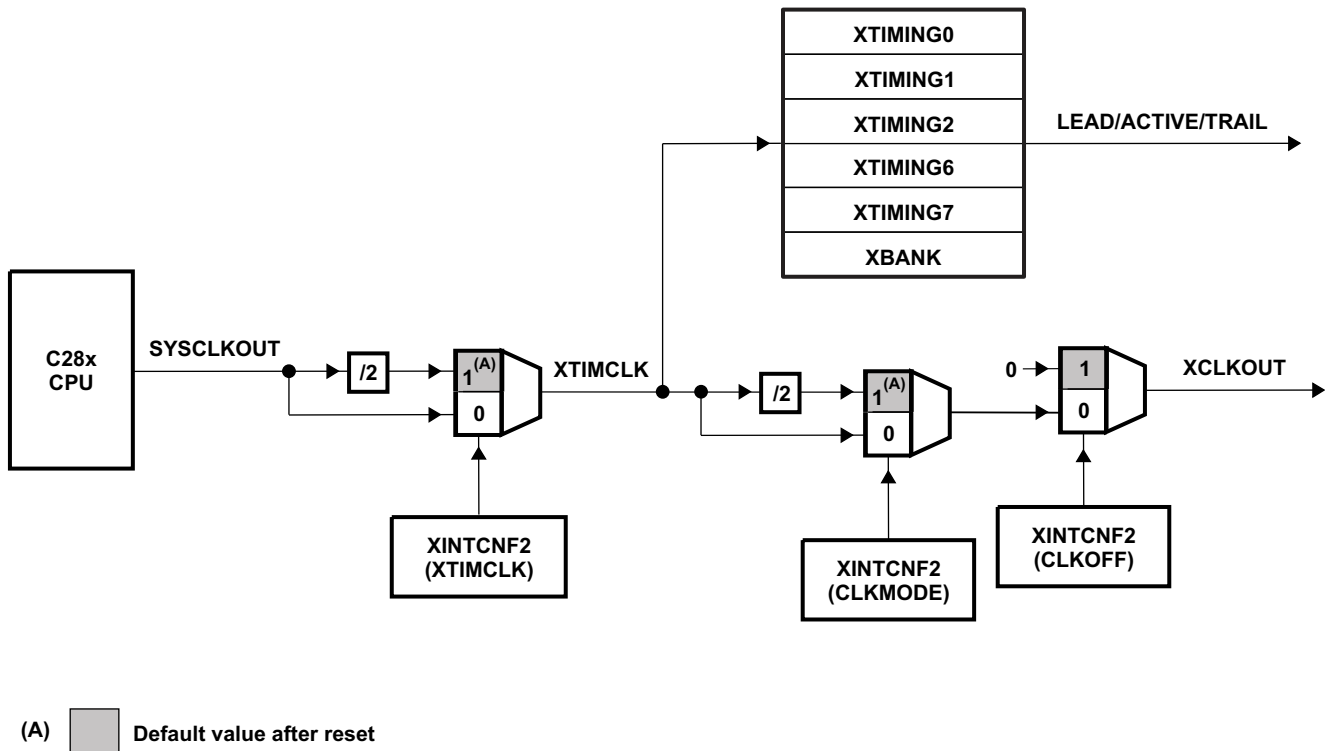 XTIMING0
XTIMING1
XTIMING2
LEAD/ACTIVE/TRAIL
XTIMING6
XTIMING7
XBANK
C28x
CPU
SYSCLKOUT
/2
1(A)
0
XTIMCLK
/2
1(A)
0
0
1
0
XCLKOUT
XINTCNF2
(XTIMCLK)
XINTCNF2
(CLKMODE)
XINTCNF2
(CLKOFF)
(A) Default value after reset